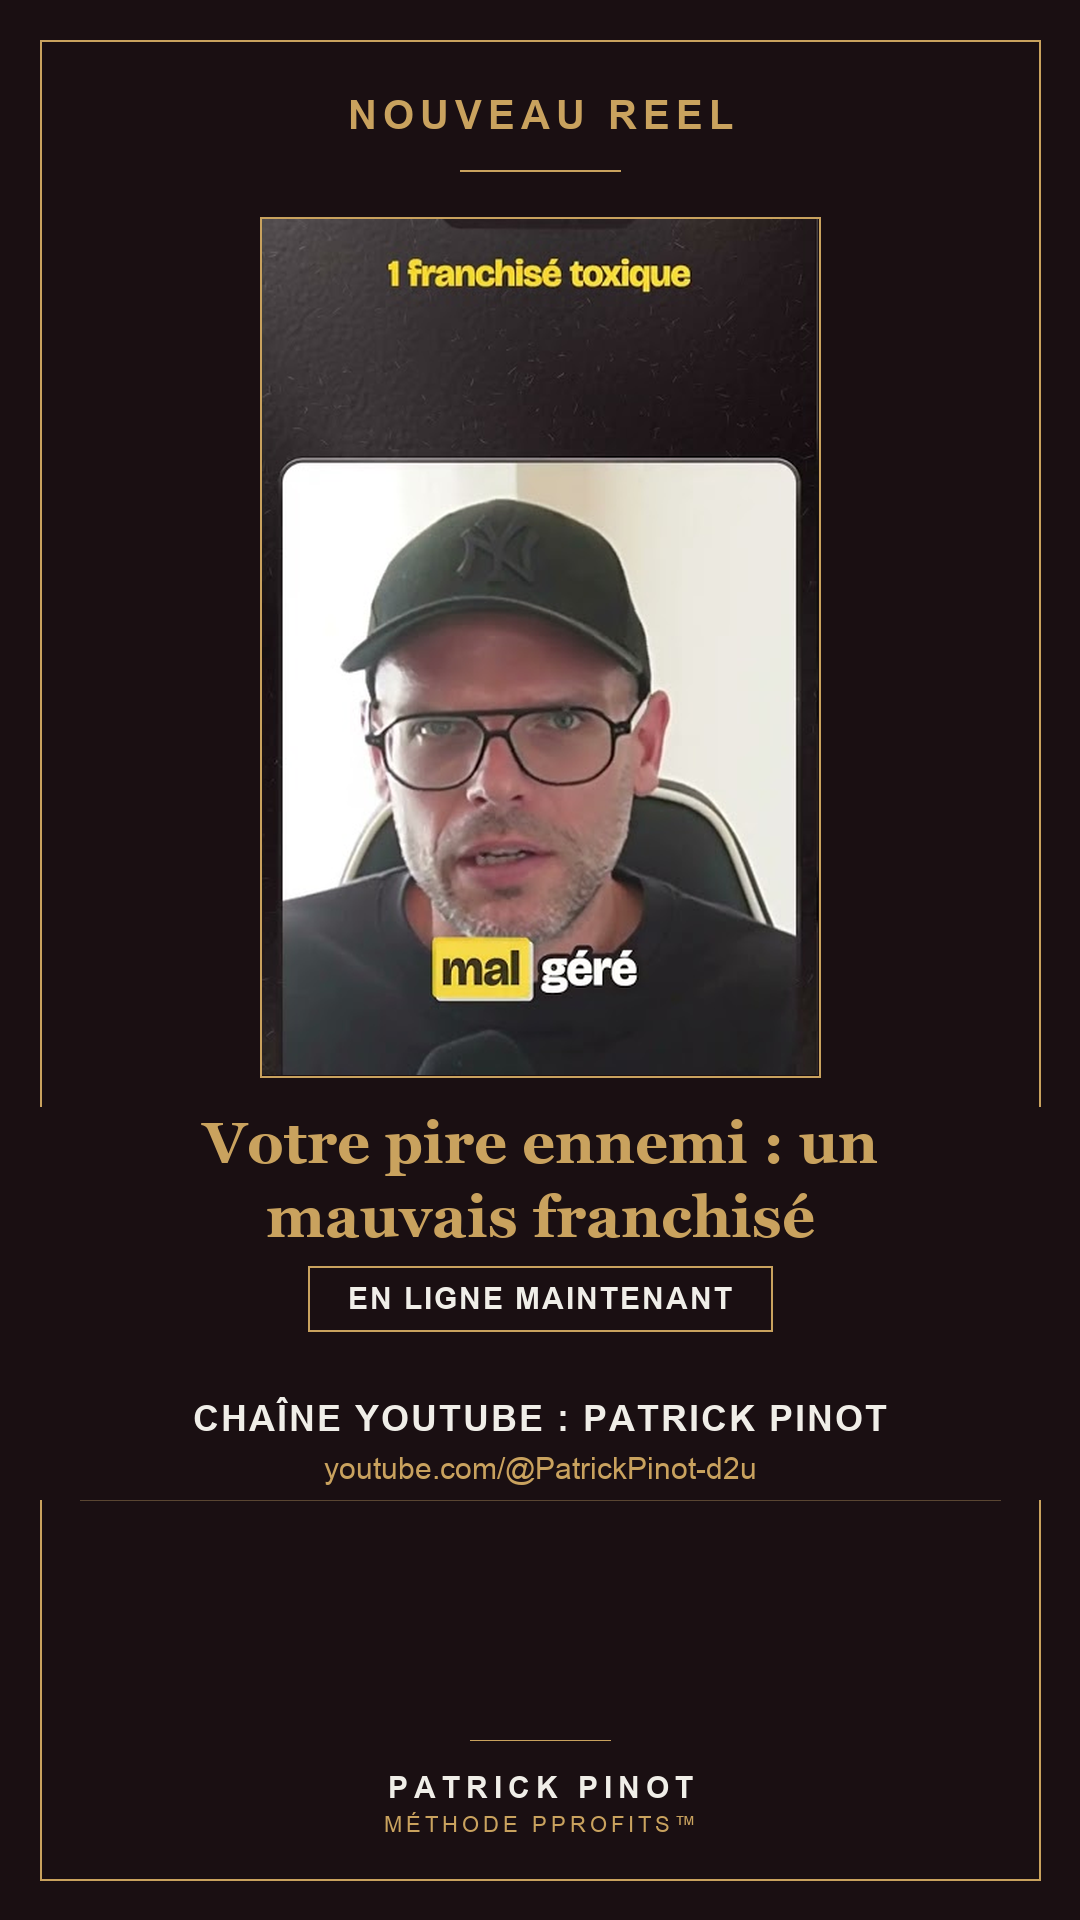 NOUVEAU REEL
1 franchisé toxique
NY
mal géré
Votre pire ennemi : un
mauvais franchisé
EN LIGNE MAINTENANT
CHAÎNE YOUTUBE : PATRICK PINOT
youtube.com/@PatrickPinot-d2u
PATRICK PINOT
MÉTHODE PPROFITS™